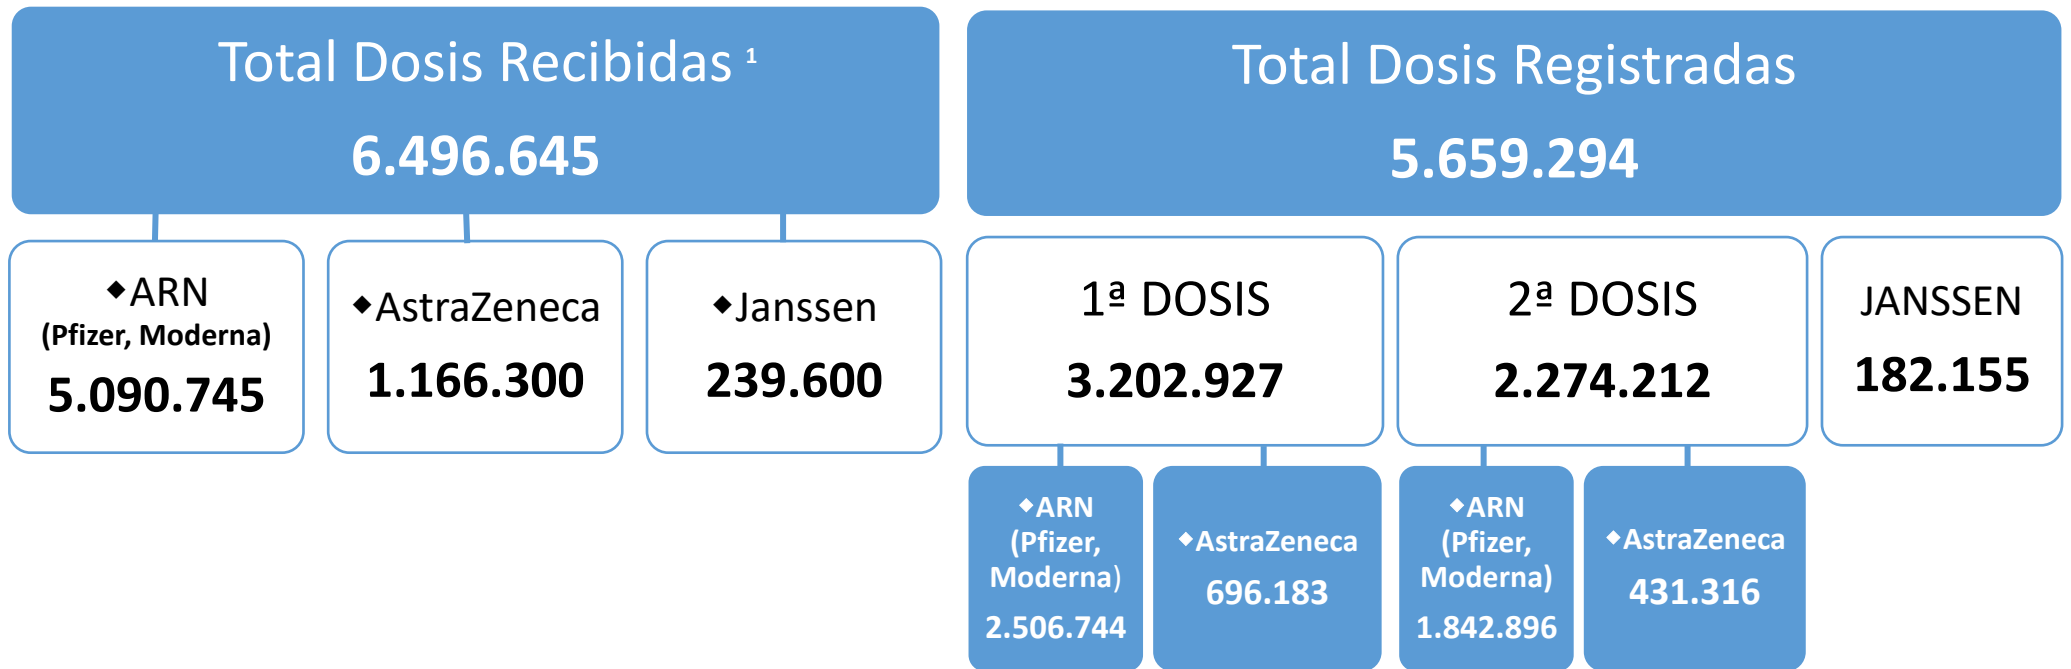 Total Dosis Recibidas ¹
6.496.645
◆ARN
(Pfizer, Moderna)
5.090.745
◆AstraZeneca
1.166.300
◆Janssen
239.600
Total Dosis Registradas
5.659.294
1ª DOSIS
3.202.927
◆ARN
(Pfizer,
Moderna)
2.506.744
◆AstraZeneca
696.183
2ª DOSIS
2.274.212
◆ARN
(Pfizer,
Moderna)
1.842.896
◆AstraZeneca
431.316
JANSSEN
182.155